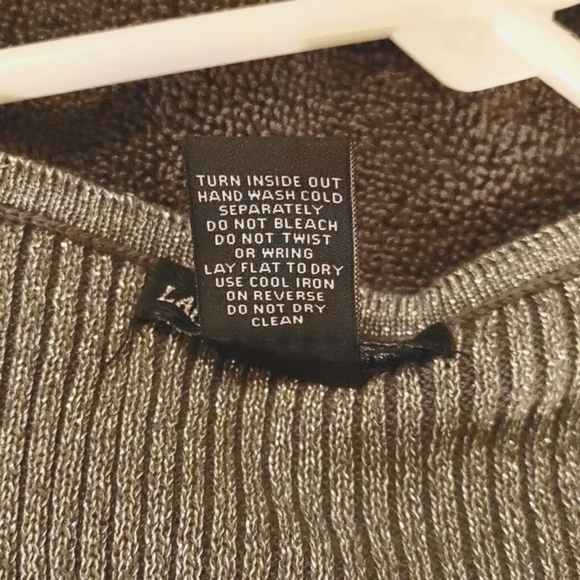 TURN INSIDE OUT
HAND WASH COLD
SEPARATELY
DO NOT BLEACH
DO NOT TWIST
OR WRING
LAY FLAT TO DRY
USE COOL IRON
ON REVERSE
DO NOT DRY
CLEAN